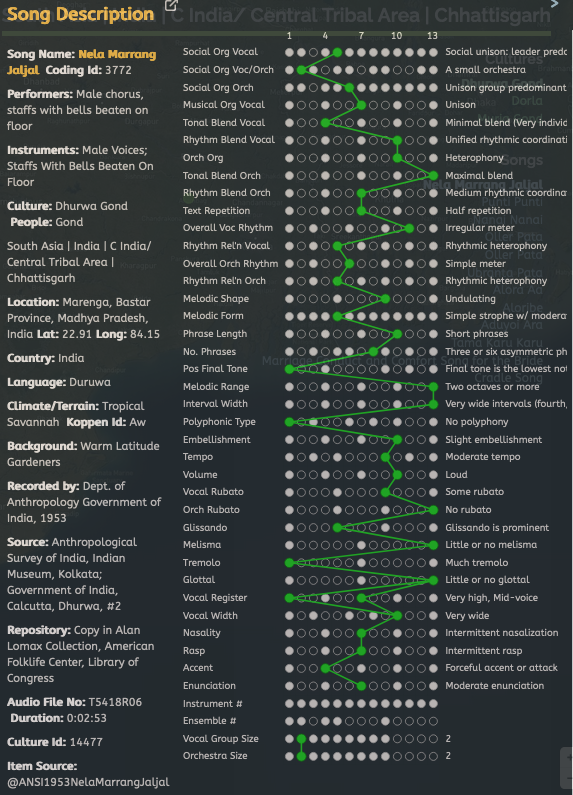 Song Description
C India/ Central Tribal Area | Chhattisgarh
Song Name: Nela Marrang
Jaljal Coding Id: 3772
Performers: Male chorus,
staffs with bells beaten on
floor
Instruments: Male Voices;
Staffs With Bells Beaten On
Floor
Culture: Dhurwa Gond
People: Gond
South Asia | India | C India/
Central Tribal Area |
Chhattisgarh
Location: Marenga, Bastar
Province, Madhya Pradesh,
India Lat: 22.91 Long: 84.15
Country: India
Language: Duruwa
Climate/Terrain: Tropical
Savannah Koppen Id: Aw
Background: Warm Latitude
Gardeners
Recorded by: Dept. of
Anthropology Government of
India, 1953
Source: Anthropological
Survey of India, Indian
Museum, Kolkata;
Government of India,
Calcutta, Dhurwa, #2
Repository: Copy in Alan
Lomax Collection, American
Folklife Center, Library of
Congress
Audio File No: T5418R06
Duration: 0:02:53
Culture Id: 14477
Item Source:
@ANSI1953NelaMarrangJaljal
1 4 7 10 13
Social Org Vocal Social unison: leader predo
Social Org Voc/Orch A small orchestra
Social Org Orch Unison group predominant
Musical Org Vocal Unison
Tonal Blend Vocal Minimal blend (Very individ
Rhythm Blend Vocal Unified rhythmic coordinati
Orch Org Heterophony
Tonal Blend Orch Maximal blend
Rhythm Blend Orch Medium rhythmic coordina
Text Repetition Half repetition
Overall Voc Rhythm Irregular meter
Rhythm Rel'n Vocal Rhythmic heterophony
Overall Orch Rhythm Simple meter
Rhythm Rel'n Orch Rhythmic heterophony
Melodic Shape Undulating
Melodic Form Simple strophe w/ modera
Phrase Length Short phrases
No. Phrases Three or six asymmetric ph
Pos Final Tone Final tone is the lowest not
Melodic Range Two octaves or more
Interval Width Very wide intervals (fourth,
Polyphonic Type No polyphony
Embellishment Slight embellishment
Tempo Moderate tempo
Volume Loud
Vocal Rubato Some rubato
Orch Rubato No rubato
Glissando Glissando is prominent
Melisma Little or no melisma
Tremolo Much tremolo
Glottal Little or no glottal
Vocal Register Very high, Mid-voice
Vocal Width Very wide
Nasality Intermittent nasalization
Rasp Intermittent rasp
Accent Forceful accent or attack
Enunciation Moderate enunciation
Instrument #
Ensemble #
Vocal Group Size 2
Orchestra Size 2
Cultures
Dhurwa Gond
Dorla
Songs
Nela Marrang Jaljal